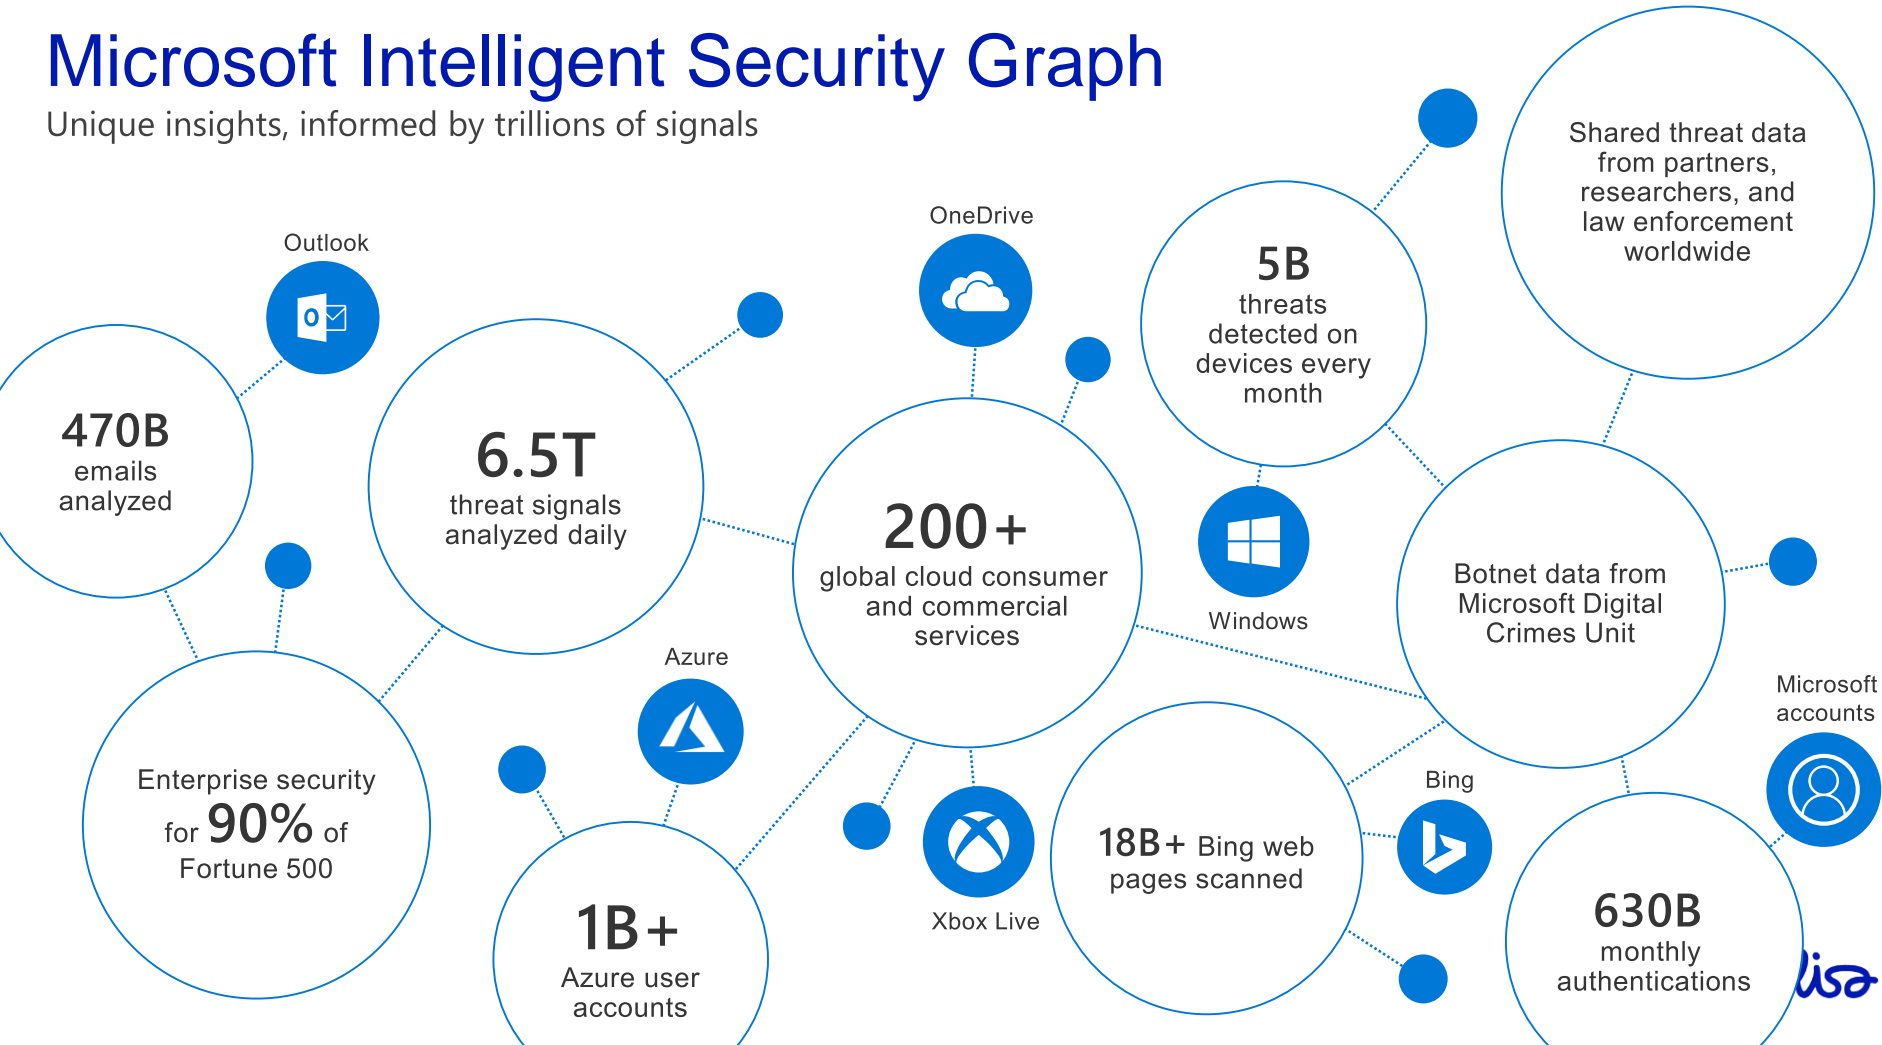 Microsoft Intelligent Security Graph
Unique insights, informed by trillions of signals
Outlook
470B
emails
analyzed
6.5T
threat signals
analyzed daily
OneDrive
200+
global cloud consumer
and commercial
services
5B
threats
detected on
devices every
month
Shared threat data
from partners,
researchers, and
law enforcement
worldwide
Windows
Botnet data from
Microsoft Digital
Crimes Unit
Enterprise security
for 90% of
Fortune 500
Azure
1B+
Azure user
accounts
Xbox Live
18B+ Bing web
pages scanned
Bing
Microsoft
accounts
630B
monthly
authentications